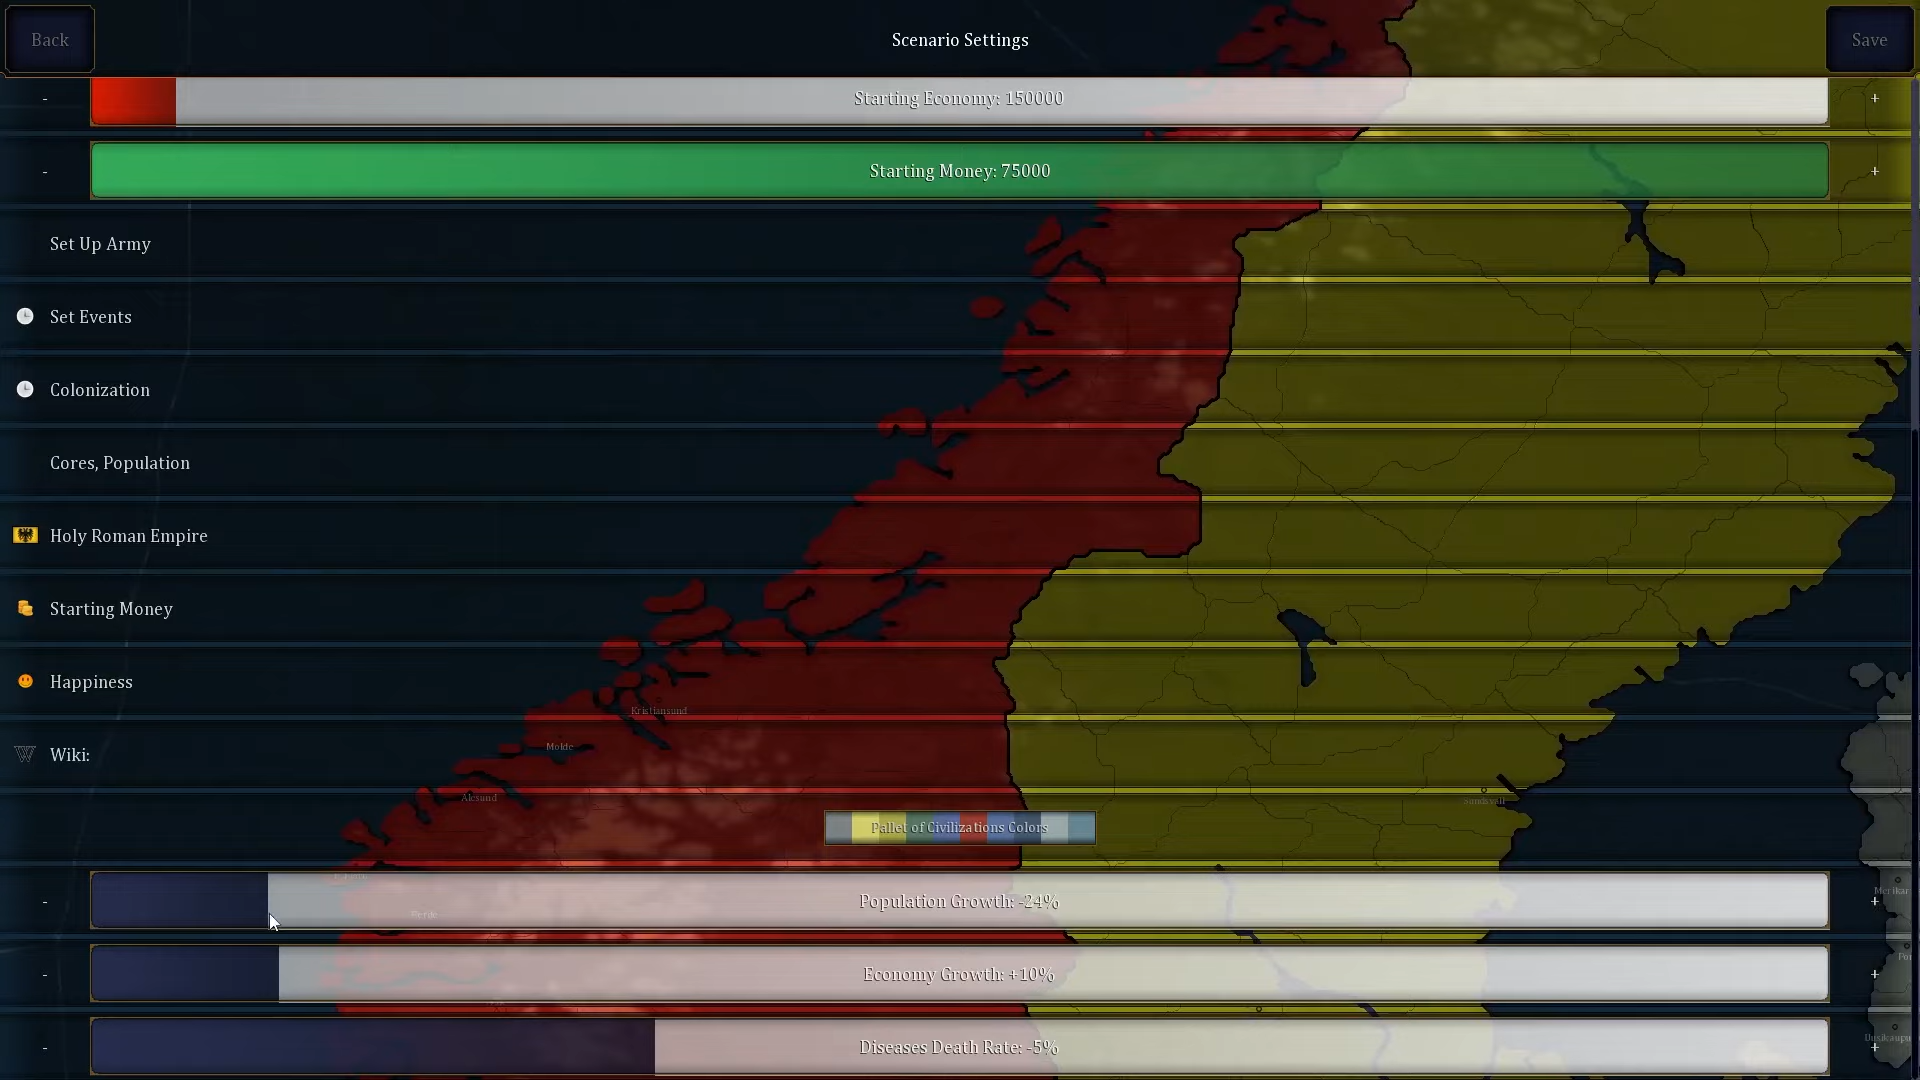 Back
Scenario Settings
Save
- Starting Economy: 150000 +
- Starting Money: 75000 +
Set Up Army
Set Events
Colonization
Cores, Population
Holy Roman Empire
Starting Money
Happiness
Kristiansund
Molde
Wiki:
Alesund
Pallet of Civilizations Colors
- Population Growth: -24% +
- Economy Growth: +10% +
- Diseases Death Rate: -5% +